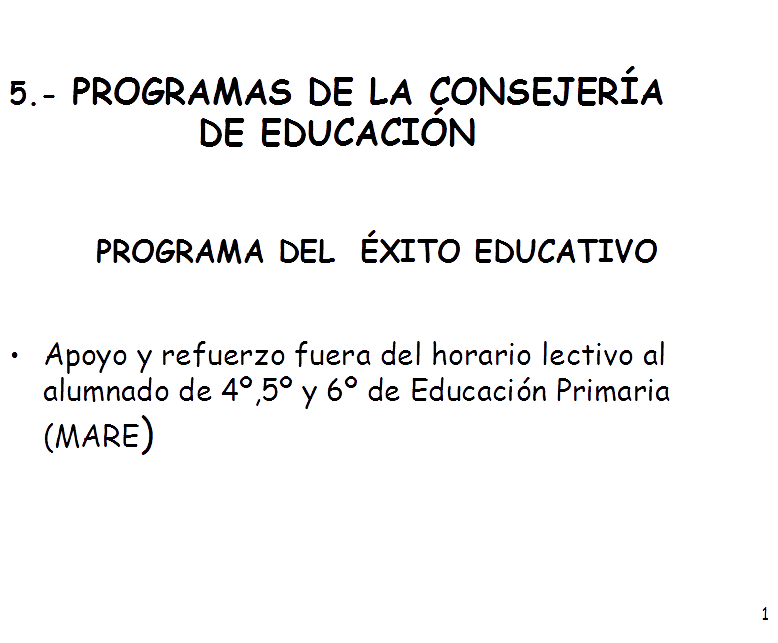 5.- PROGRAMAS DE LA CONSEJERÍA
DE EDUCACIÓN
PROGRAMA DEL ÉXITO EDUCATIVO
• Apoyo y refuerzo fuera del horario lectivo al
alumnado de 4º,5º y 6º de Educación Primaria
(MARE)
1